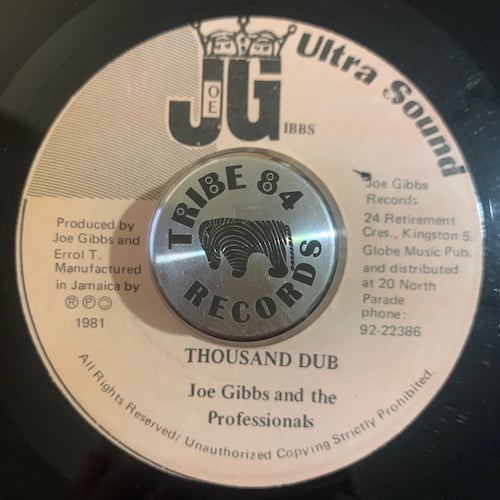 JOE GIBBS
Ultra Sound
Produced by
Joe Gibbs and
Errol T.
Manufactured
in Jamaica by
Ⓡ Ⓟ Ⓒ
1981
TRIBE 84
RECORDS
Joe Gibbs
Records
24 Retirement
Cres., Kingston 5.
Globe Music Pub.
and distributed
at 20 North
Parade
phone:
92-22386
THOUSAND DUB
Joe Gibbs and the
Professionals
All Rights Reserved/ Unauthorized Copying Strictly Prohibited.